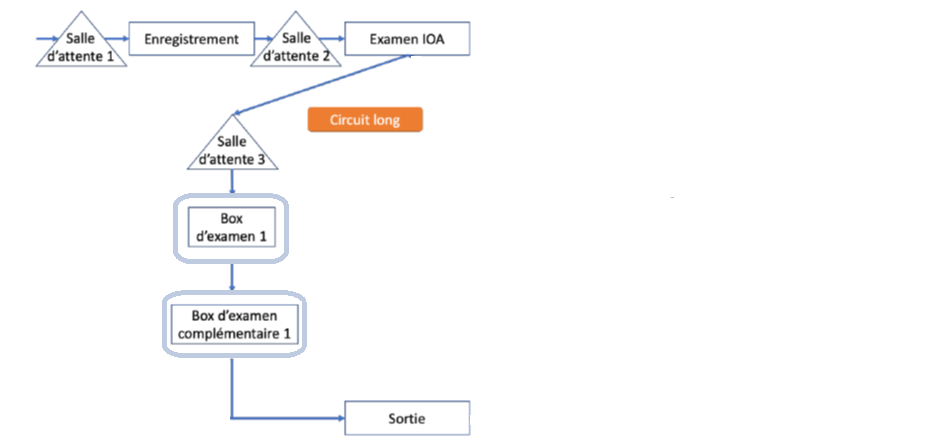 Salle
d'attente 1
Enregistrement
Salle
d'attente 2
Examen IOA
Circuit long
Salle
d'attente 3
Box
d'examen 1
Box d'examen
complémentaire 1
Sortie